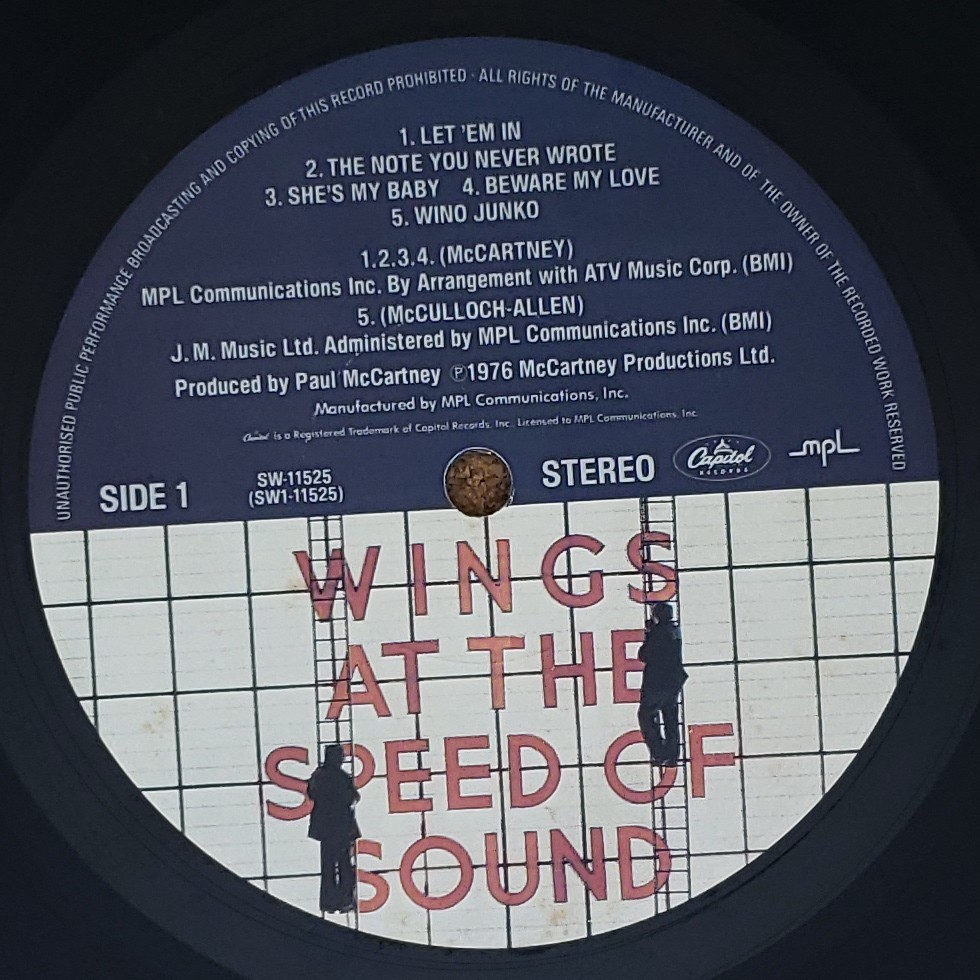 UNAUTHORISED PUBLIC PERFORMANCE BROADCASTING AND COPYING OF THIS RECORD PROHIBITED · ALL RIGHTS OF THE MANUFACTURER AND OF THE OWNER OF THE RECORDED WORK RESERVED
1. LET 'EM IN
2. THE NOTE YOU NEVER WROTE
3. SHE'S MY BABY 4. BEWARE MY LOVE
5. WINO JUNKO
1.2.3.4. (McCARTNEY)
MPL Communications Inc. By Arrangement with ATV Music Corp. (BMI)
5. (McCULLOCH-ALLEN)
J. M. Music Ltd. Administered by MPL Communications Inc. (BMI)
Produced by Paul McCartney ℗1976 McCartney Productions Ltd.
Manufactured by MPL Communications, Inc.
Capitol is a Registered Trademark of Capitol Records, Inc. Licensed to MPL Communications, Inc.
SIDE 1
SW-11525
(SW1-11525)
STEREO
Capitol
RECORDS
mpL
WINGS
AT THE
SPEED OF
SOUND